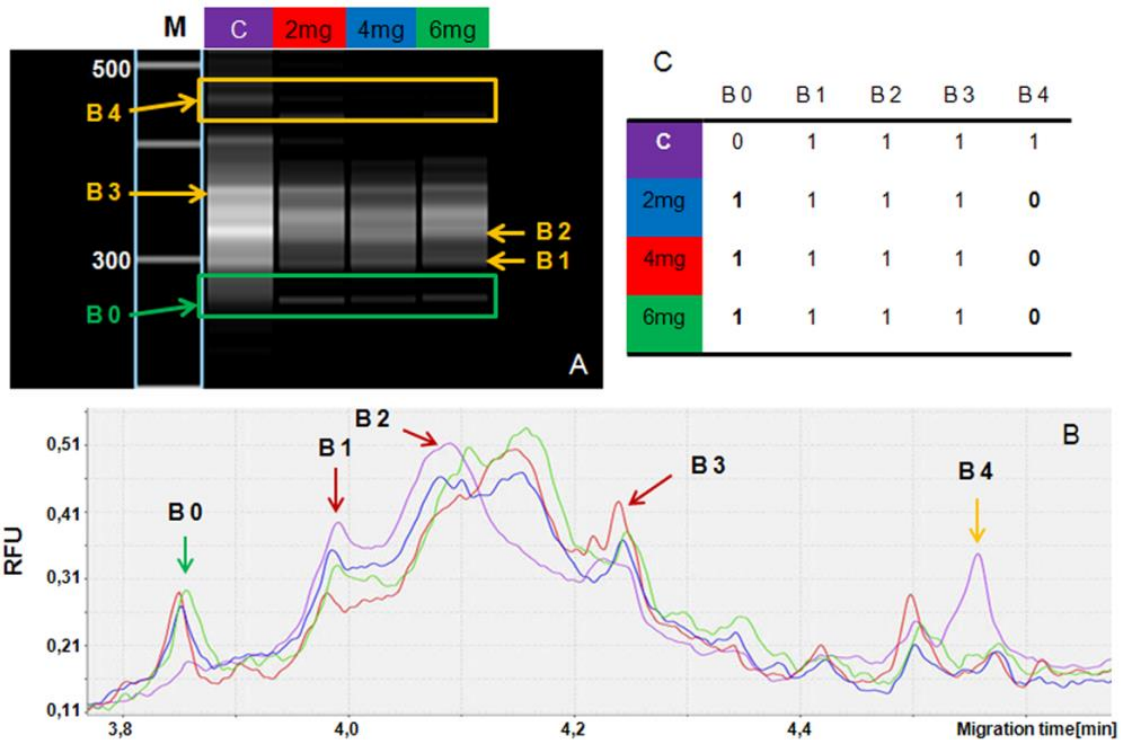 M C 2mg 4mg 6mg
500
B 4
B 3
B 2
300
B 1
B 0
A
C
B 0 B 1 B 2 B 3 B 4
C 0 1 1 1 1
2mg 1 1 1 1 0
4mg 1 1 1 1 0
6mg 1 1 1 1 0
B
B 0
B 1
B 2
B 3
B 4
RFU
0,51
0,41
0,31
0,21
0,11
3,8 4,0 4,2 4,4 Migration time[min]